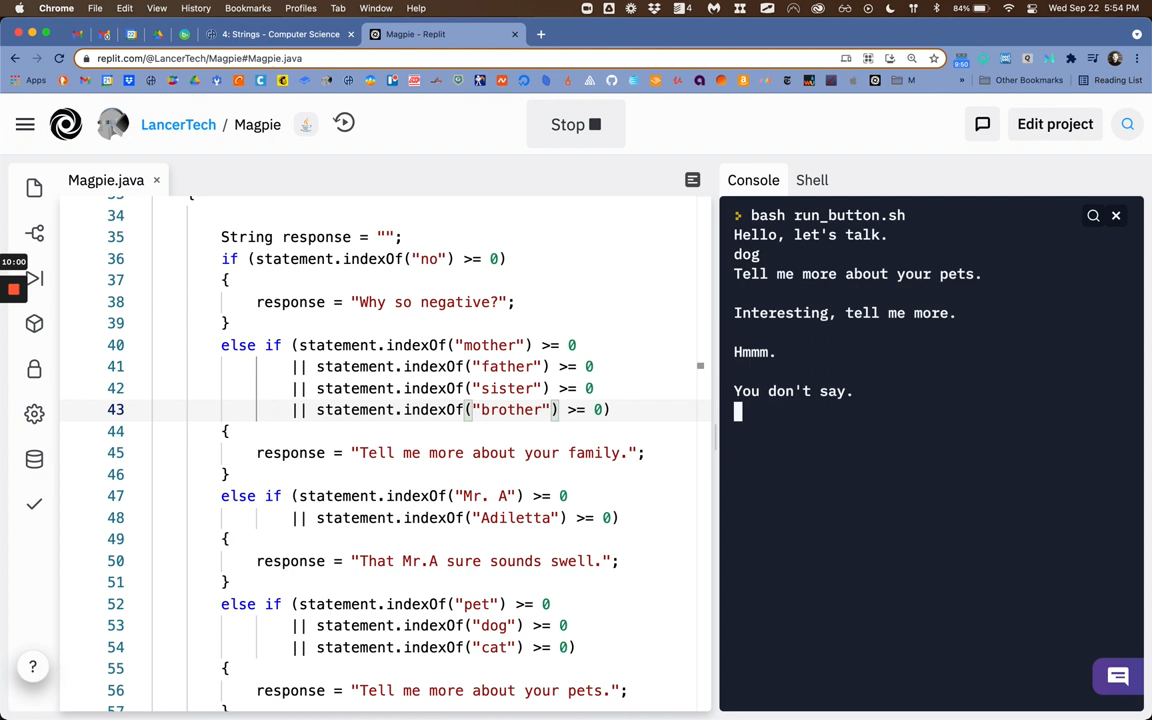 Chrome File Edit View History Bookmarks Profiles Tab Window Help 4 84% Wed Sep 22 5:54 PM
4: Strings - Computer Science × Magpie - Replit × +
replit.com/@LancerTech/Magpie#Magpie.java 9:50
Apps M » Other Bookmarks Reading List
LancerTech / Magpie Stop Edit project
Magpie.java × Console Shell
33 {
34
35 String response = "";
36 if (statement.indexOf("no") >= 0)
37 {
38 response = "Why so negative?";
39 }
40 else if (statement.indexOf("mother") >= 0
41 || statement.indexOf("father") >= 0
42 || statement.indexOf("sister") >= 0
43 || statement.indexOf("brother") >= 0)
44 {
45 response = "Tell me more about your family.";
46 }
47 else if (statement.indexOf("Mr. A") >= 0
48 || statement.indexOf("Adiletta") >= 0)
49 {
50 response = "That Mr.A sure sounds swell.";
51 }
52 else if (statement.indexOf("pet") >= 0
53 || statement.indexOf("dog") >= 0
54 || statement.indexOf("cat") >= 0)
55 {
56 response = "Tell me more about your pets.";
57 }
10:00
?
bash run_button.sh
Hello, let's talk.
dog
Tell me more about your pets.
Interesting, tell me more.
Hmmm.
You don't say.